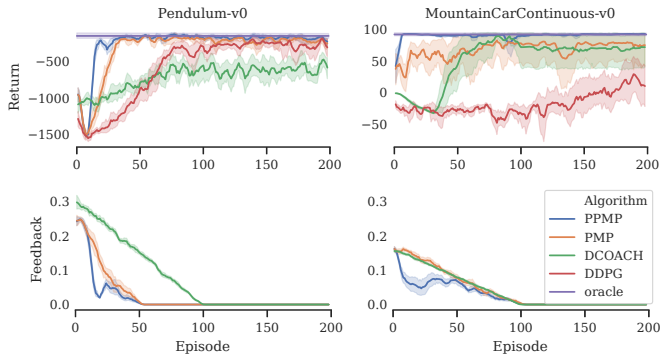 Pendulum-v0
MountainCarContinuous-v0
Return
−500
−1000
−1500
0 50 100 150 200
100
50
0
−50
0 50 100 150 200
Feedback
0.3
0.2
0.1
0.0
0 50 100 150 200
Episode
0.3
0.2
0.1
0.0
0 50 100 150 200
Episode
Algorithm
PPMP
PMP
DCOACH
DDPG
oracle